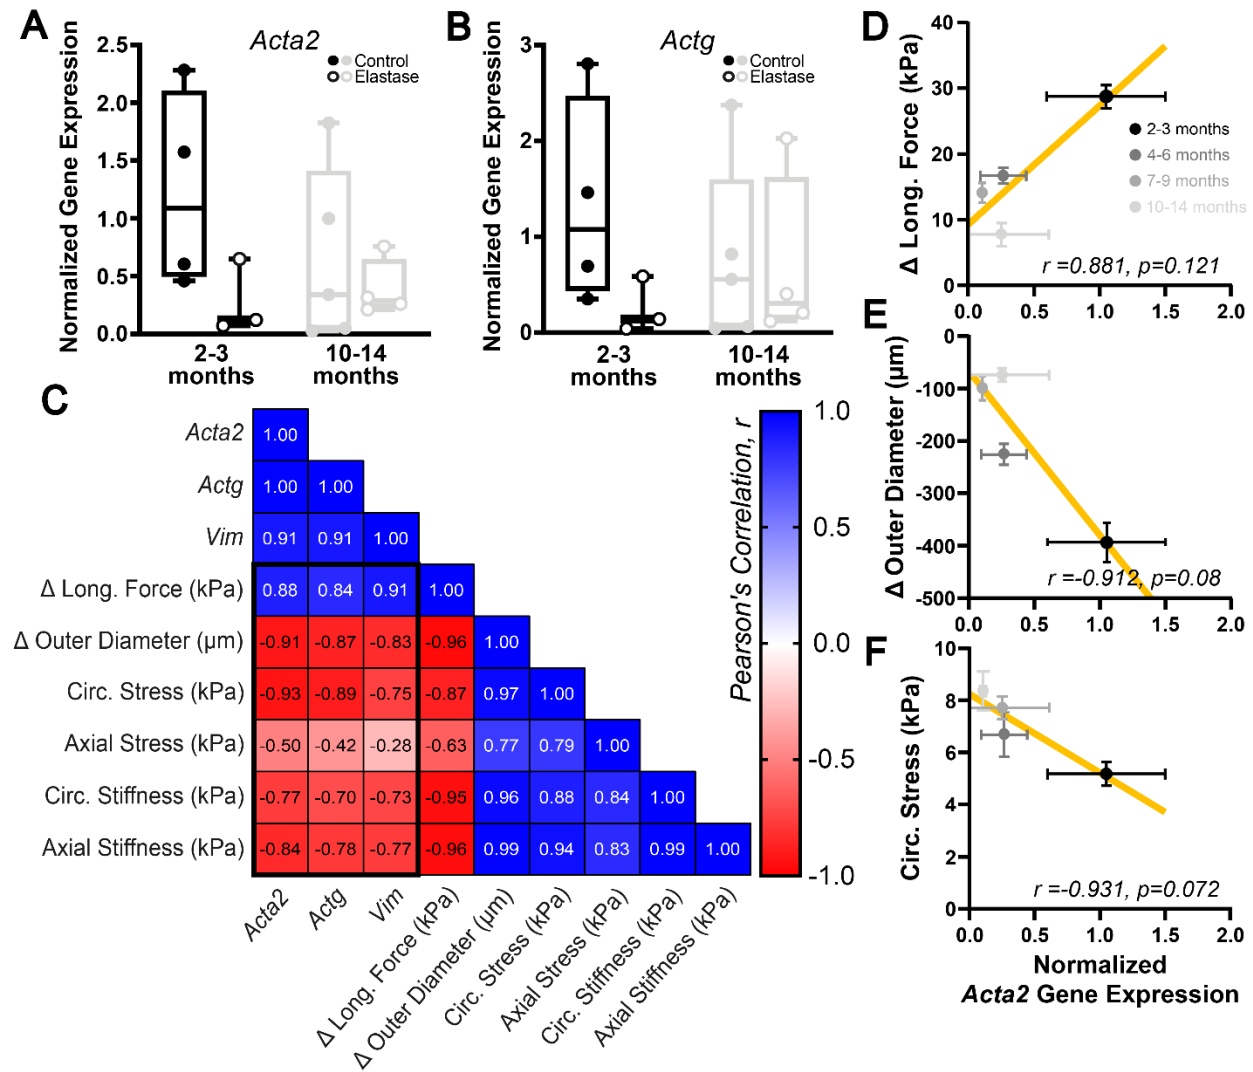 A
Acta2
Control
Elastase
Normalized Gene Expression
2.5
2.0
1.5
1.0
0.5
0.0
2-3
months
10-14
months
B
Actg
Control
Elastase
Normalized Gene Expression
3
2
1
0
2-3
months
10-14
months
C
Acta2 1.00
Actg 1.00 1.00
Vim 0.91 0.91 1.00
Δ Long. Force (kPa) 0.88 0.84 0.91 1.00
Δ Outer Diameter (μm) -0.91 -0.87 -0.83 -0.96 1.00
Circ. Stress (kPa) -0.93 -0.89 -0.75 -0.87 0.97 1.00
Axial Stress (kPa) -0.50 -0.42 -0.28 -0.63 0.77 0.79 1.00
Circ. Stiffness (kPa) -0.77 -0.70 -0.73 -0.95 0.96 0.88 0.84 1.00
Axial Stiffness (kPa) -0.84 -0.78 -0.77 -0.96 0.99 0.94 0.83 0.99 1.00
Acta2
Actg
Vim
Δ Long. Force (kPa)
Δ Outer Diameter (μm)
Circ. Stress (kPa)
Axial Stress (kPa)
Circ. Stiffness (kPa)
Axial Stiffness (kPa)
Pearson's Correlation, r
1.0
0.5
0.0
-0.5
-1.0
D
Δ Long. Force (kPa)
40
30
20
10
0
2-3 months
4-6 months
7-9 months
10-14 months
r =0.881, p=0.121
0.0 0.5 1.0 1.5 2.0
E
Δ Outer Diameter (μm)
0
-100
-200
-300
-400
-500
r =-0.912, p=0.08
0.0 0.5 1.0 1.5 2.0
F
Circ. Stress (kPa)
10
8
6
4
2
0
r =-0.931, p=0.072
0.0 0.5 1.0 1.5 2.0
Normalized
Acta2 Gene Expression